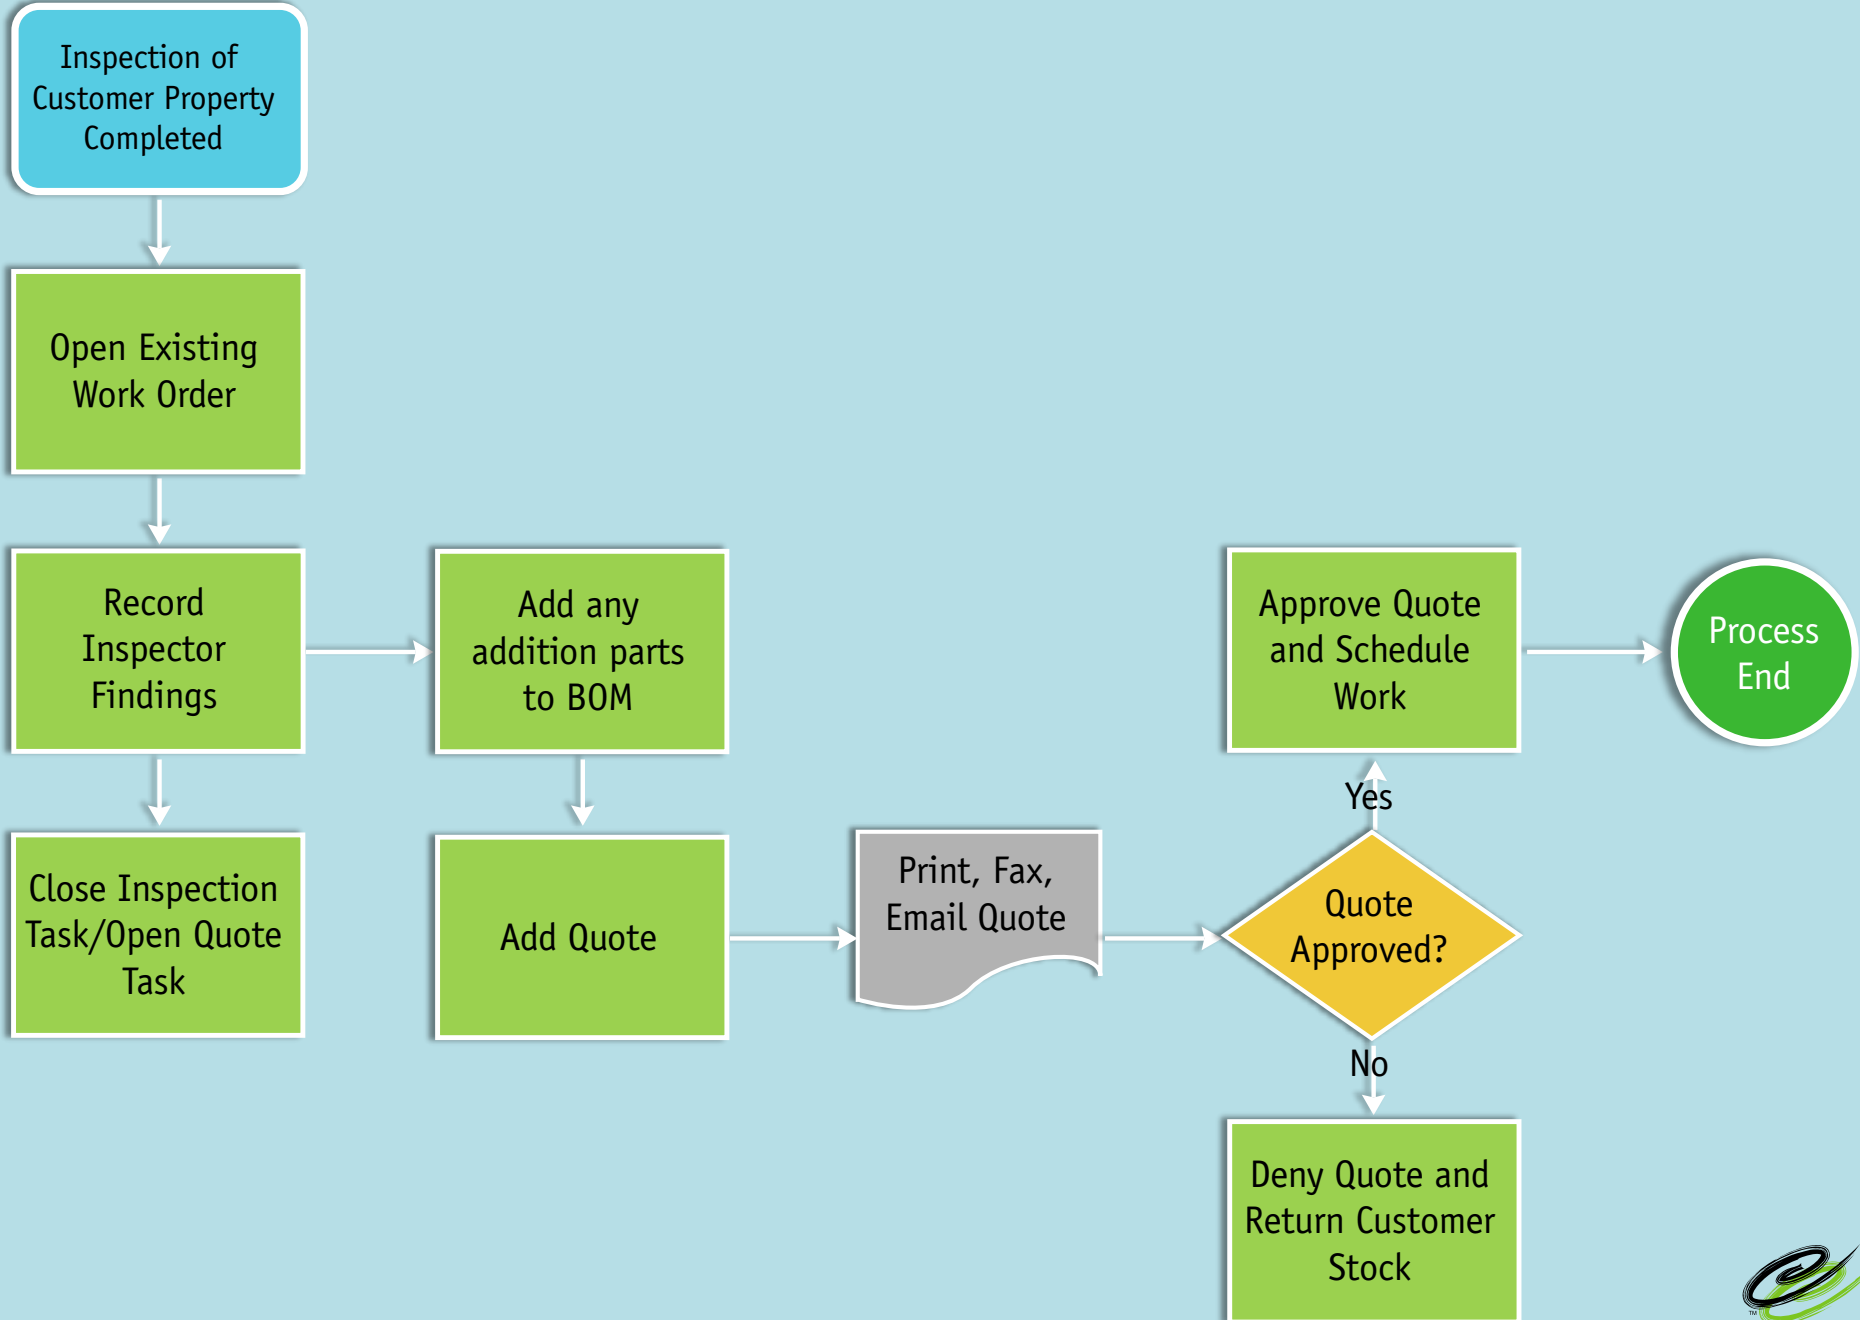 Inspection of
Customer Property
Completed
Open Existing
Work Order
Record
Inspector
Findings
Add any
addition parts
to BOM
Approve Quote
and Schedule
Work
Process
End
Yes
Close Inspection
Task/Open Quote
Task
Add Quote
Print, Fax,
Email Quote
Quote
Approved?
No
Deny Quote and
Return Customer
Stock
TM